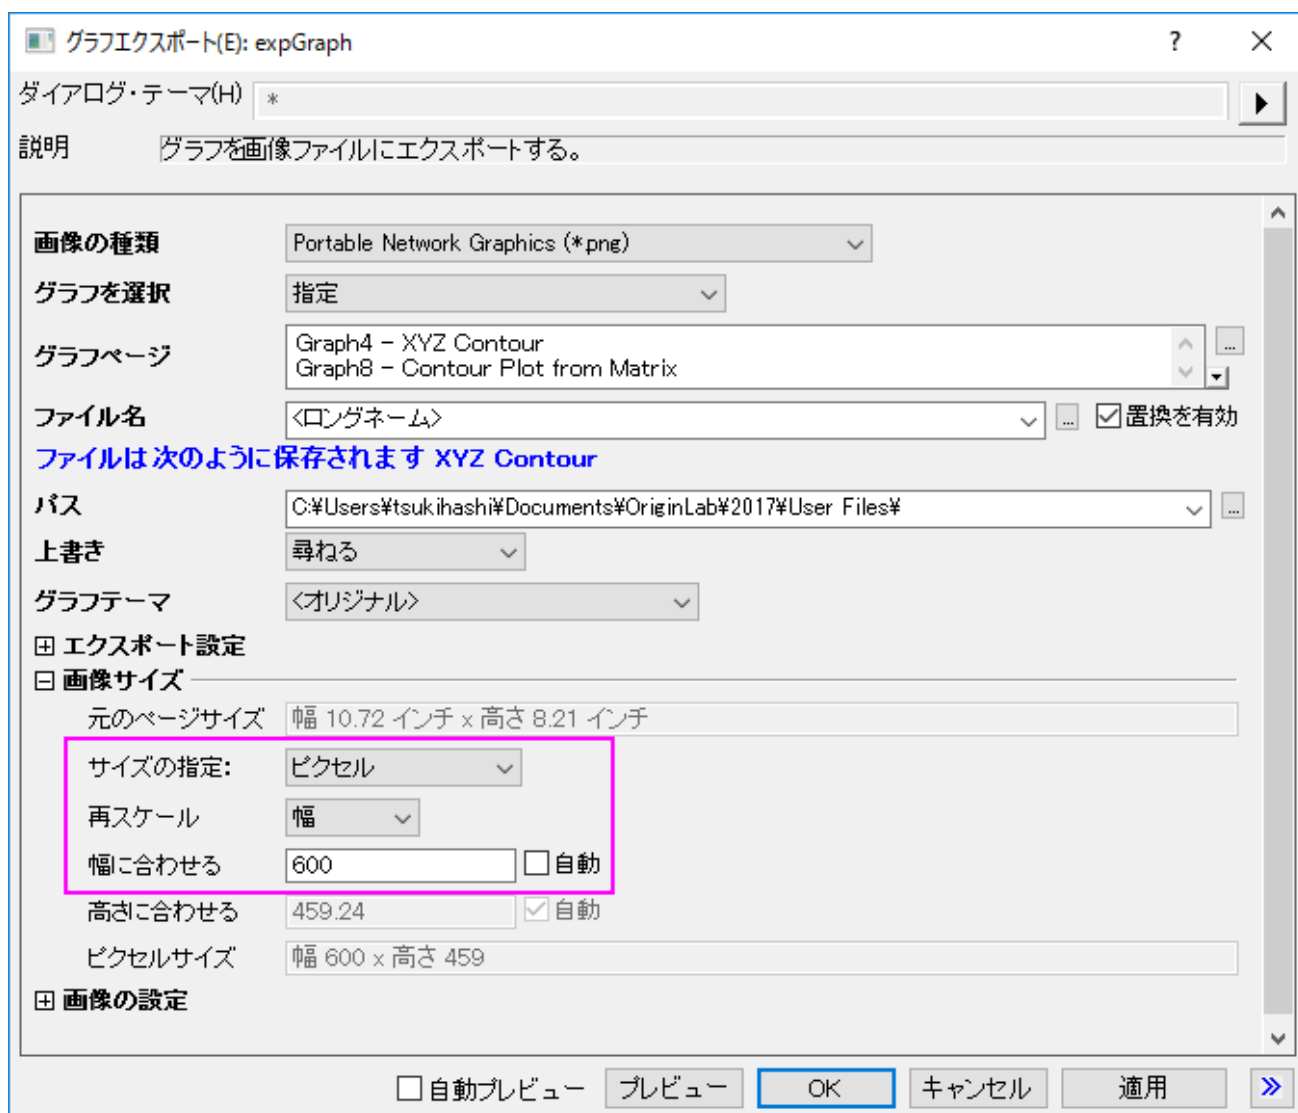 グラフエクスポート(E): expGraph ?
ダイアログ・テーマ(H) *
説明 グラフを画像ファイルにエクスポートする。
画像の種類 Portable Network Graphics (*.png)
グラフを選択 指定
グラフページ Graph4 - XYZ Contour
Graph8 - Contour Plot from Matrix
...
ファイル名 <ロングネーム> ... 置換を有効
ファイルは次のように保存されます XYZ Contour
パス C:¥Users¥tsukihashi¥Documents¥OriginLab¥2017¥User Files¥ ...
上書き 尋ねる
グラフテーマ <オリジナル>
エクスポート設定
画像サイズ
元のページサイズ 幅 10.72 インチ x 高さ 8.21 インチ
サイズの指定: ピクセル
再スケール 幅
幅に合わせる 600 自動
高さに合わせる 459.24 自動
ピクセルサイズ 幅 600 x 高さ 459
画像の設定
自動プレビュー プレビュー OK キャンセル 適用 »